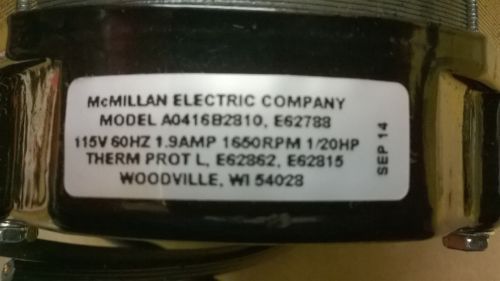 McMILLAN ELECTRIC COMPANY
MODEL A0416B2810, E62788
115V 60HZ 1.9AMP 1650RPM 1/20HP
THERM PROT L, E62862, E62815
WOODVILLE, WI 54028
SEP 14